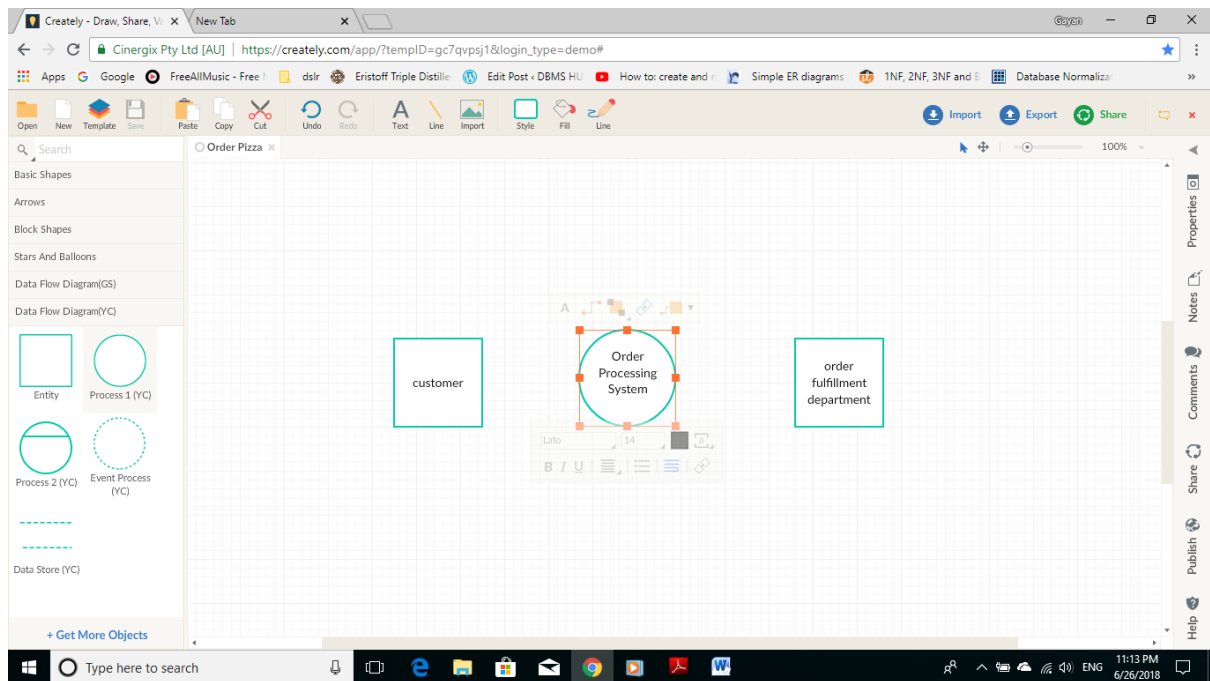 Creately - Draw, Share, Va
New Tab
Gayan
Cinergix Pty Ltd [AU] | https://creately.com/app/?templID=gc7qvpsj1&login_type=demo#
Apps
Google
FreeAllMusic - Free
dslr
Eristoff Triple Distille
Edit Post ‹ DBMS HU
How to: create and
Simple ER diagrams
1NF, 2NF, 3NF and
Database Normaliza
»
Open
New
Template
Save
Paste
Copy
Cut
Undo
Redo
Text
Line
Import
Style
Fill
Line
Import
Export
Share
Search
Order Pizza
100%
Basic Shapes
Arrows
Block Shapes
Stars And Balloons
Data Flow Diagram(GS)
Data Flow Diagram(YC)
Entity
Process 1 (YC)
Process 2 (YC)
Event Process
(YC)
Data Store (YC)
+ Get More Objects
A
customer
Order
Processing
System
order
fulfillment
department
Lato
14
a
B I U
Properties
Notes
Comments
Share
Publish
Help
Type here to search
ENG
11:13 PM
6/26/2018